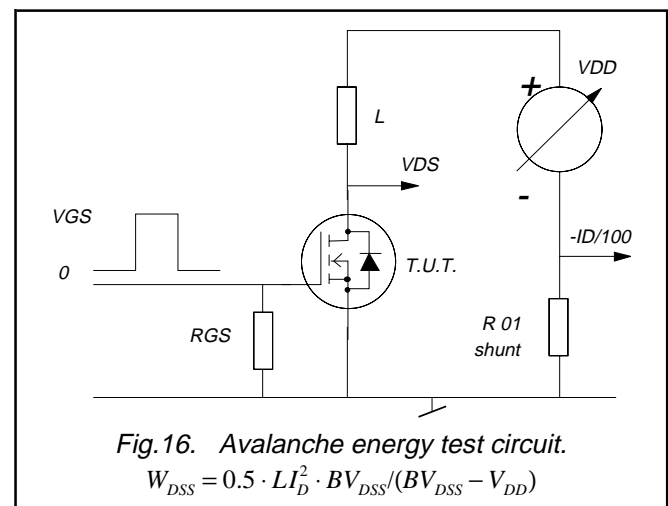 + VDD
L
VDS
-
VGS
-ID/100
0
T.U.T.
RGS
R 01
shunt
Fig.16. Avalanche energy test circuit.
W_DSS = 0.5 · LI_D^2 · BV_DSS/(BV_DSS − V_DD)